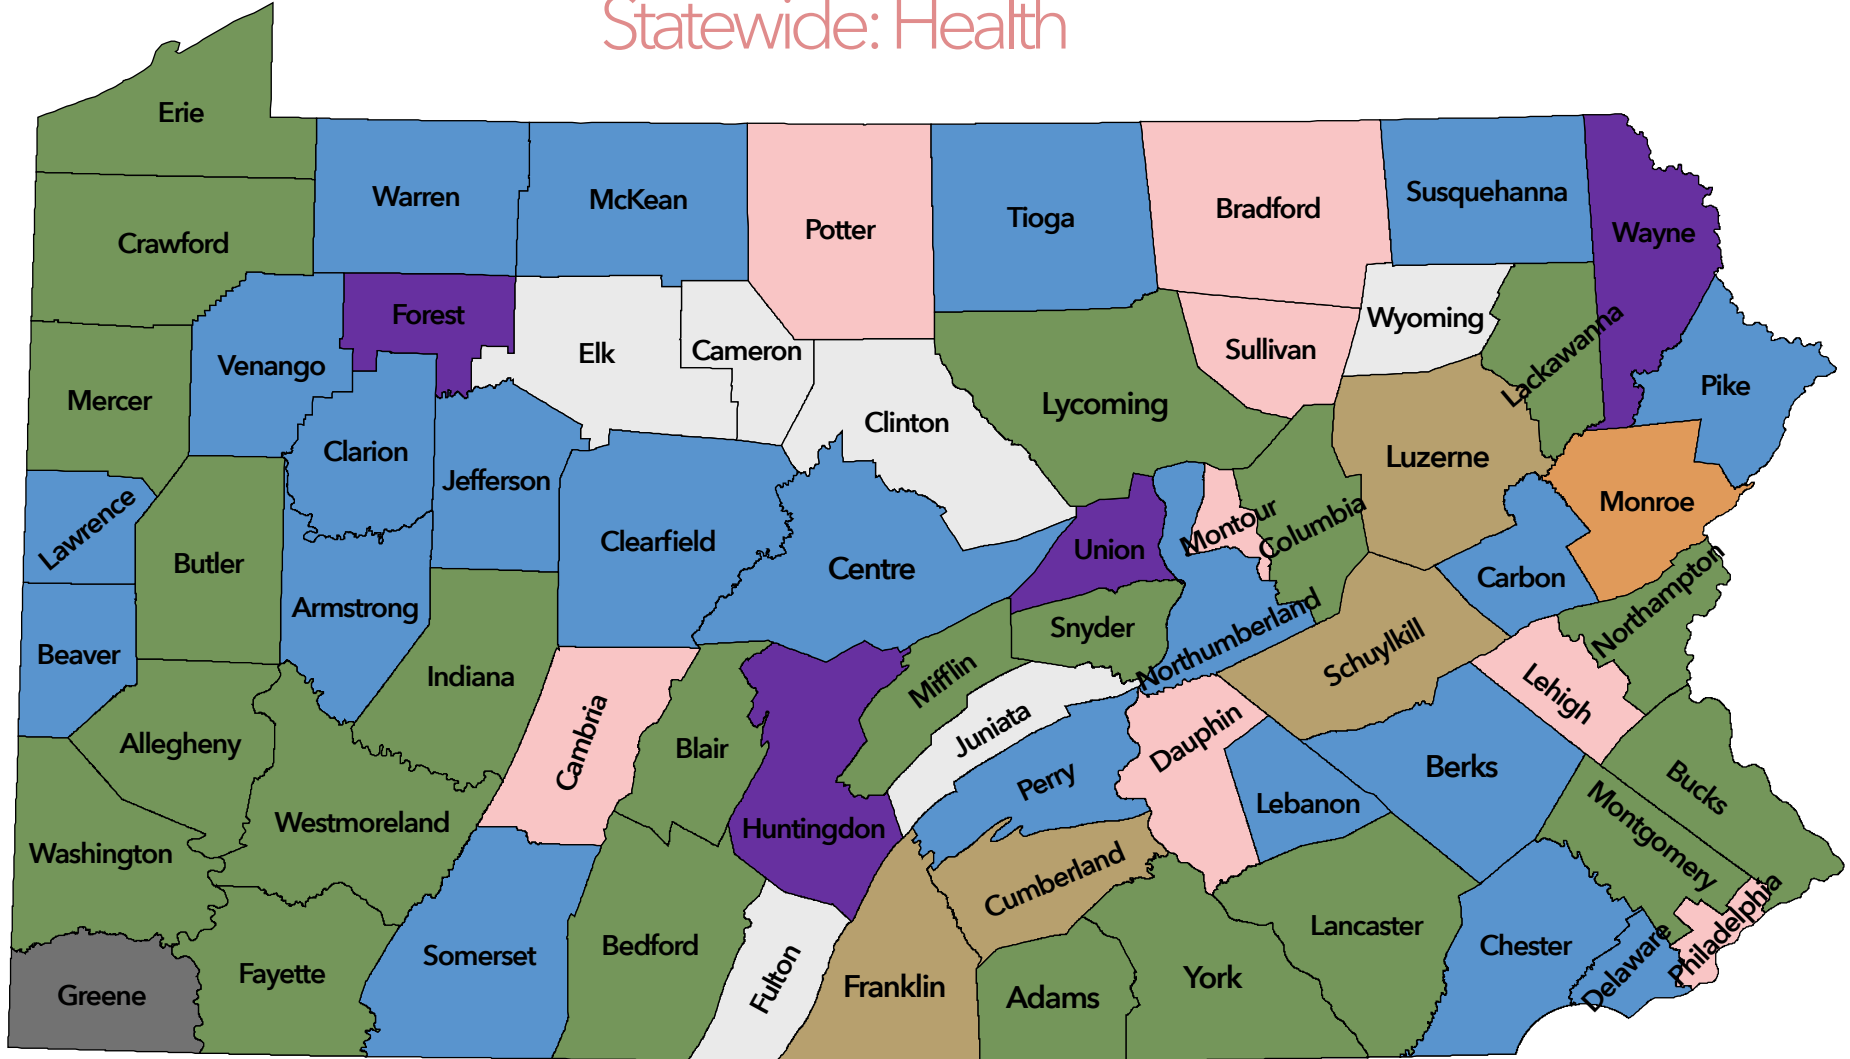 Statewide: Health
Erie
Warren
McKean
Potter
Tioga
Bradford
Susquehanna
Wayne
Crawford
Forest
Venango
Elk
Cameron
Clinton
Lycoming
Sullivan
Wyoming
Lackawanna
Pike
Mercer
Clarion
Jefferson
Clearfield
Centre
Union
Montour
Columbia
Luzerne
Monroe
Lawrence
Butler
Armstrong
Snyder
Northumberland
Schuylkill
Carbon
Northampton
Beaver
Indiana
Cambria
Blair
Mifflin
Juniata
Perry
Dauphin
Lebanon
Berks
Lehigh
Bucks
Allegheny
Westmoreland
Huntingdon
Cumberland
Montgomery
Washington
Greene
Fayette
Somerset
Bedford
Fulton
Franklin
Adams
York
Lancaster
Chester
Delaware
Philadelphia